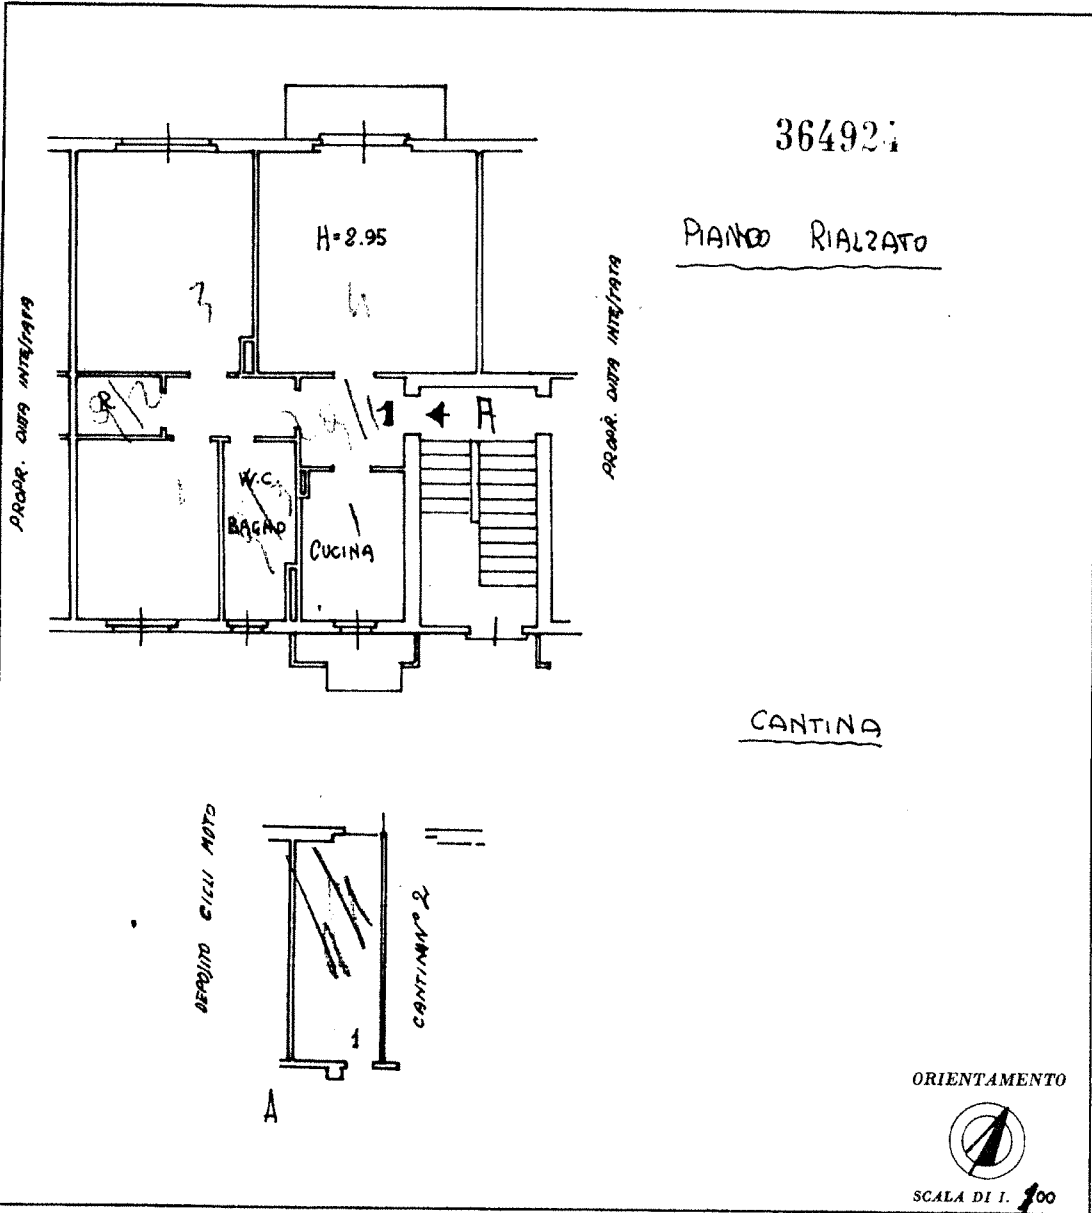 36492
PIANO RIALZATO
H=2.95
PROPR. DITTA INTESTATA
PROPR. DITTA INTESTATA
R
1
A
W.C.
BAGNO
CUCINA
CANTINA
DEPOSITO CICLI MOTO
CANTINA N° 2
1
A
ORIENTAMENTO
SCALA DI 1. 100